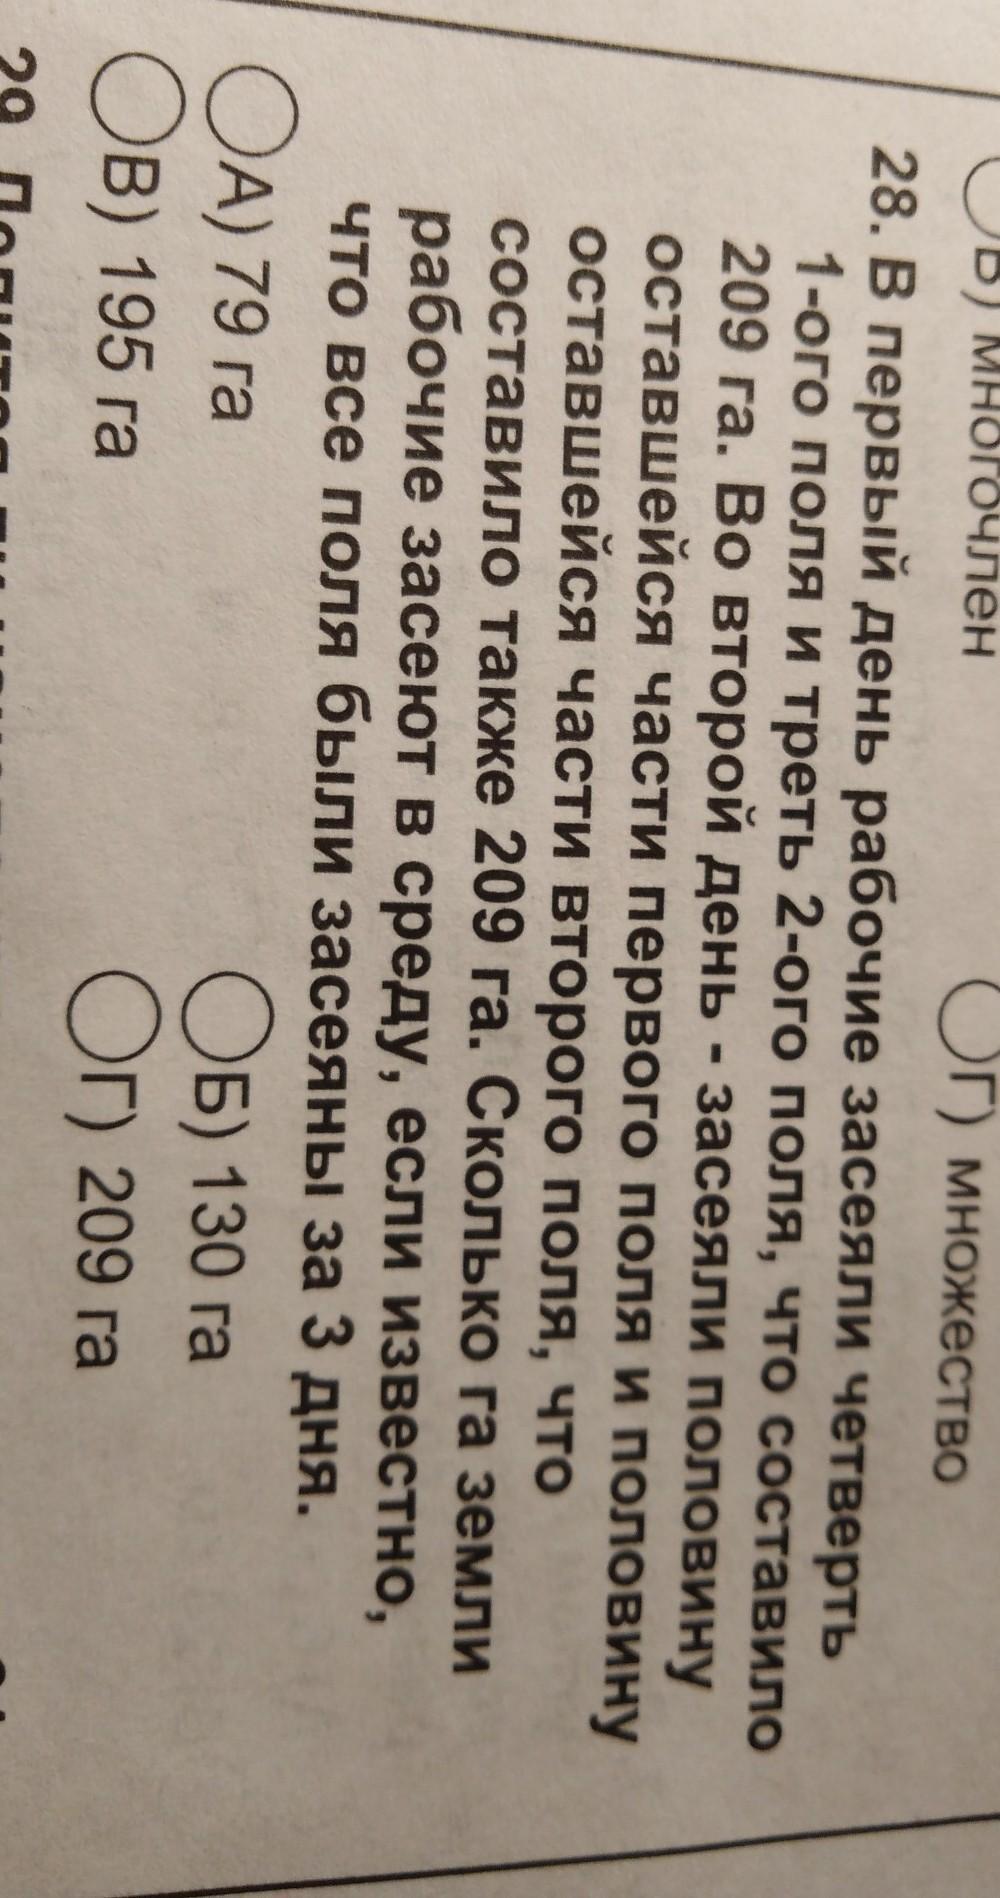 В) многочлен
Г) множество
28. В первый день рабочие засеяли четверть
1-ого поля и треть 2-ого поля, что составило
209 га. Во второй день - засеяли половину
оставшейся части первого поля и половину
оставшейся части второго поля, что
составило также 209 га. Сколько га земли
рабочие засеют в среду, если известно,
что все поля были засеяны за 3 дня.
А) 79 га
Б) 130 га
В) 195 га
Г) 209 га
29.